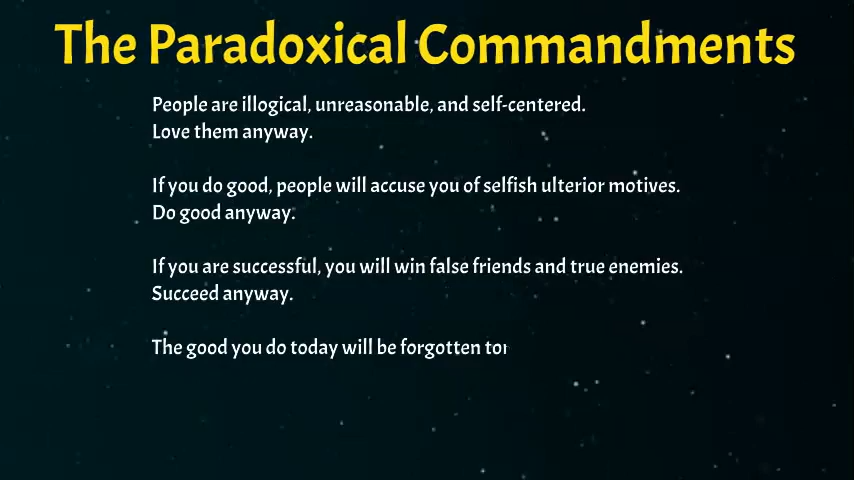 The Paradoxical Commandments
People are illogical, unreasonable, and self-centered.
Love them anyway.
If you do good, people will accuse you of selfish ulterior motives.
Do good anyway.
If you are successful, you will win false friends and true enemies.
Succeed anyway.
The good you do today will be forgotten